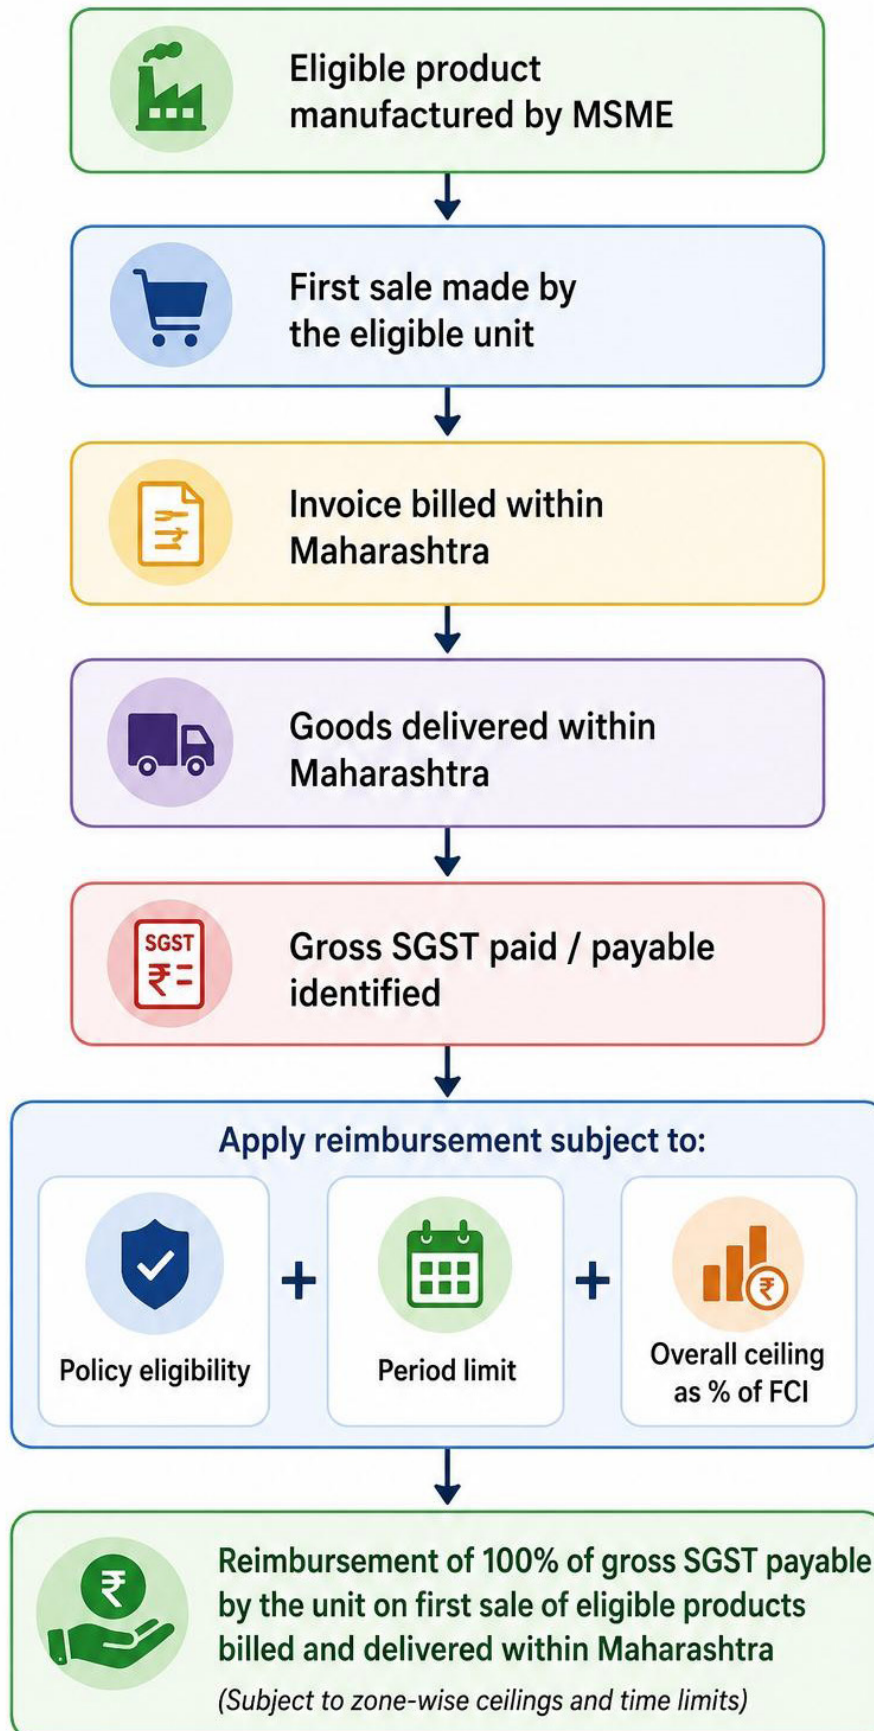 Eligible product
manufactured by MSME
First sale made by
the eligible unit
Invoice billed within
Maharashtra
Goods delivered within
Maharashtra
SGST
₹
Gross SGST paid / payable
identified
Apply reimbursement subject to:
+
+
₹
Policy eligibility
Period limit
Overall ceiling
as % of FCI
₹
Reimbursement of 100% of gross SGST payable
by the unit on first sale of eligible products
billed and delivered within Maharashtra
(Subject to zone-wise ceilings and time limits)